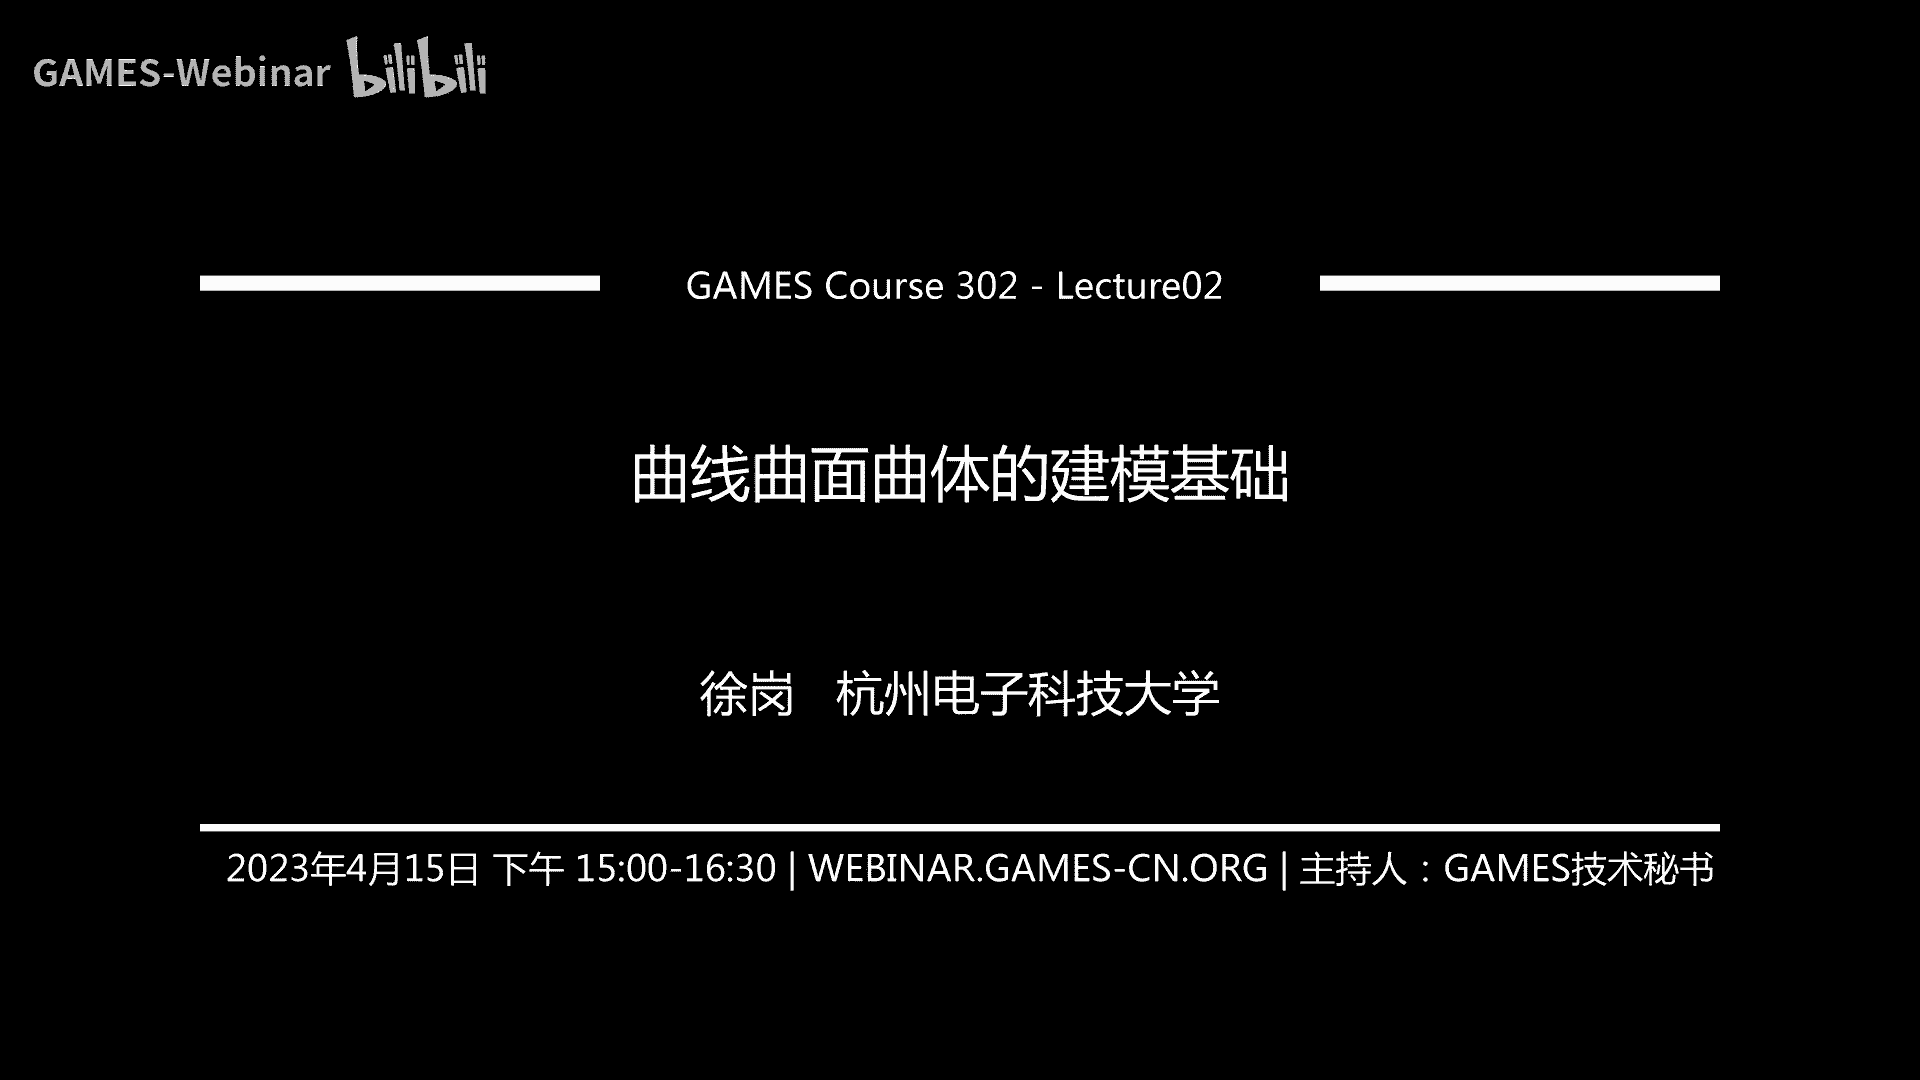 GAMES-Webinar bilibili
GAMES Course 302 - Lecture02
曲线曲面曲体的建模基础
徐岗 杭州电子科技大学
2023年4月15日 下午 15:00-16:30 | WEBINAR.GAMES-CN.ORG | 主持人：GAMES技术秘书